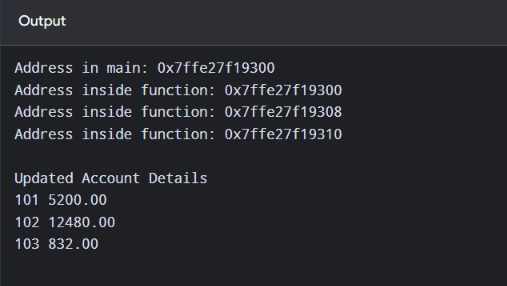 Output
Address in main: 0x7ffe27f19300
Address inside function: 0x7ffe27f19300
Address inside function: 0x7ffe27f19308
Address inside function: 0x7ffe27f19310
Updated Account Details
101 5200.00
102 12480.00
103 832.00